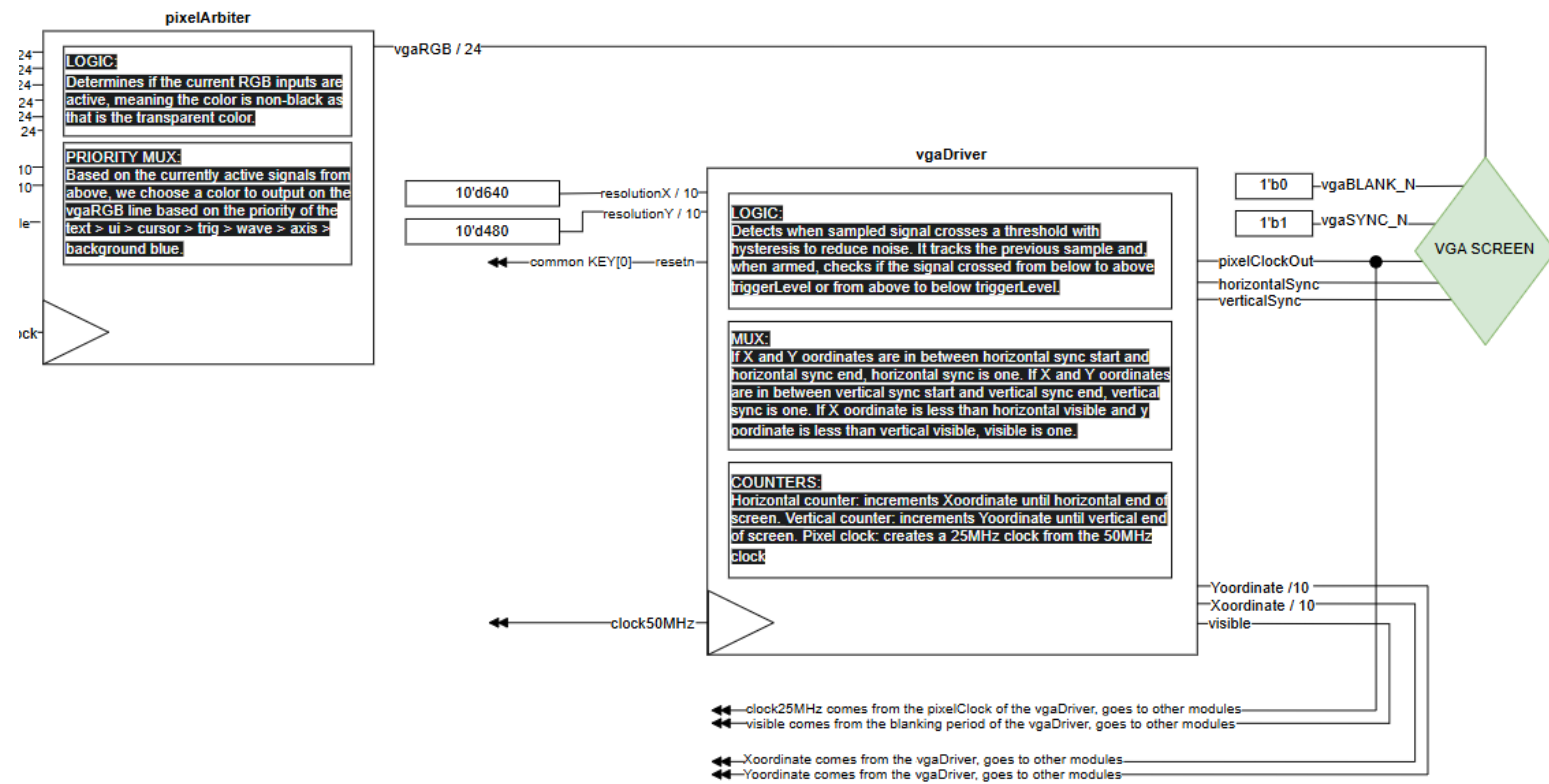 pixelArbiter
24
24
24
24
24
24
10
10
le
ock
LOGIC:
Determines if the current RGB inputs are
active, meaning the color is non-black as
that is the transparent color.
PRIORITY MUX:
Based on the currently active signals from
above, we choose a color to output on the
vgaRGB line based on the priority of the
text > ui > cursor > trig > wave > axis >
background blue.
vgaRGB / 24
vgaDriver
10'd640
10'd480
resolutionX / 10
resolutionY / 10
common KEY[0]
resetn
LOGIC:
Detects when sampled signal crosses a threshold with
hysteresis to reduce noise. It tracks the previous sample and,
when armed, checks if the signal crossed from below to above
triggerLevel or from above to below triggerLevel.
MUX:
If X and Y oordinates are in between horizontal sync start and
horizontal sync end, horizontal sync is one. If X and Y oordinates
are in between vertical sync start and vertical sync end, vertical
sync is one. If X oordinate is less than horizontal visible and y
oordinate is less than vertical visible, visible is one.
COUNTERS:
Horizontal counter: increments Xoordinate until horizontal end of
screen. Vertical counter: increments Yoordinate until vertical end
of screen. Pixel clock: creates a 25MHz clock from the 50MHz
clock
clock50MHz
1'b0
vgaBLANK_N
1'b1
vgaSYNC_N
pixelClockOut
horizontalSync
verticalSync
VGA SCREEN
Yoordinate /10
Xoordinate / 10
visible
clock25MHz comes from the pixelClock of the vgaDriver, goes to other modules
visible comes from the blanking period of the vgaDriver, goes to other modules
Xoordinate comes from the vgaDriver, goes to other modules
Yoordinate comes from the vgaDriver, goes to other modules